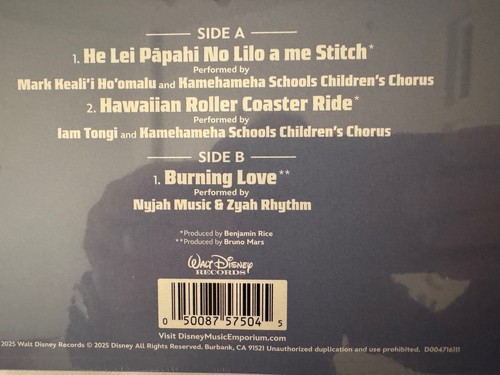 SIDE A
1. He Lei Pāpahi No Lilo a me Stitch*
Performed by
Mark Keali'i Ho'omalu and Kamehameha Schools Children's Chorus
2. Hawaiian Roller Coaster Ride*
Performed by
Iam Tongi and Kamehameha Schools Children's Chorus
SIDE B
1. Burning Love**
Performed by
Nyjah Music & Zyah Rhythm
*Produced by Benjamin Rice
**Produced by Bruno Mars
Walt Disney
RECORDS
0 50087 57504 5
Visit DisneyMusicEmporium.com
2025 Walt Disney Records © 2025 Disney All Rights Reserved. Burbank, CA 91521 Unauthorized duplication and use prohibited. D004716111